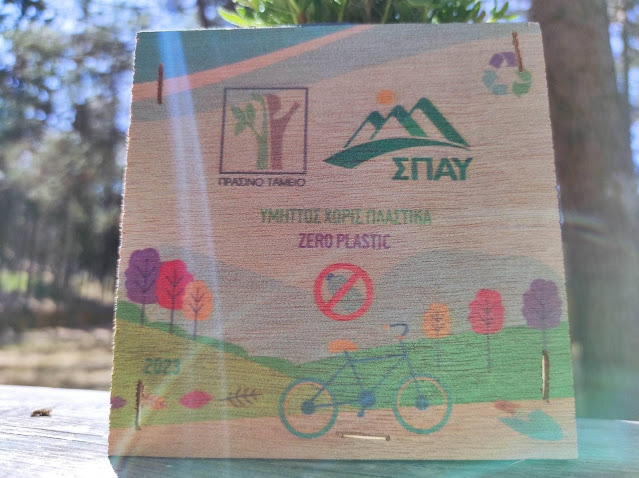 ΠΡΑΣΙΝΟ ΤΑΜΕΙΟ
ΣΠΑΥ
ΥΜΗΤΤΟΣ ΧΩΡΙΣ ΠΛΑΣΤΙΚΑ
ZERO PLASTIC
2023